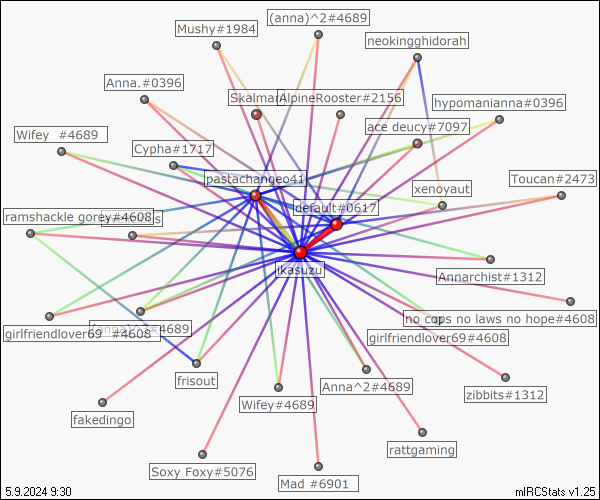 (anna)^2#4689
Mushy#1984
neokingghidorah
Anna.#0396
Skalman
AlpineRooster#2156
hypomanianna#0396
ace deucy#7097
Wifey #4689
Cypha#1717
pastachangeo41
Toucan#2473
xenoyaut
default#0617
ramshackle gorey#4608
ikasuzu
Annarchist#1312
no cops no laws no hope#4608
girlfriendlover69 #4608
(anna)^2#4689
girlfriendlover69#4608
frisout
Anna^2#4689
zibbits#1312
Wifey#4689
fakedingo
rattgaming
Soxy Foxy#5076
Mad #6901
5.9.2024 9:30
mIRCStats v1.25